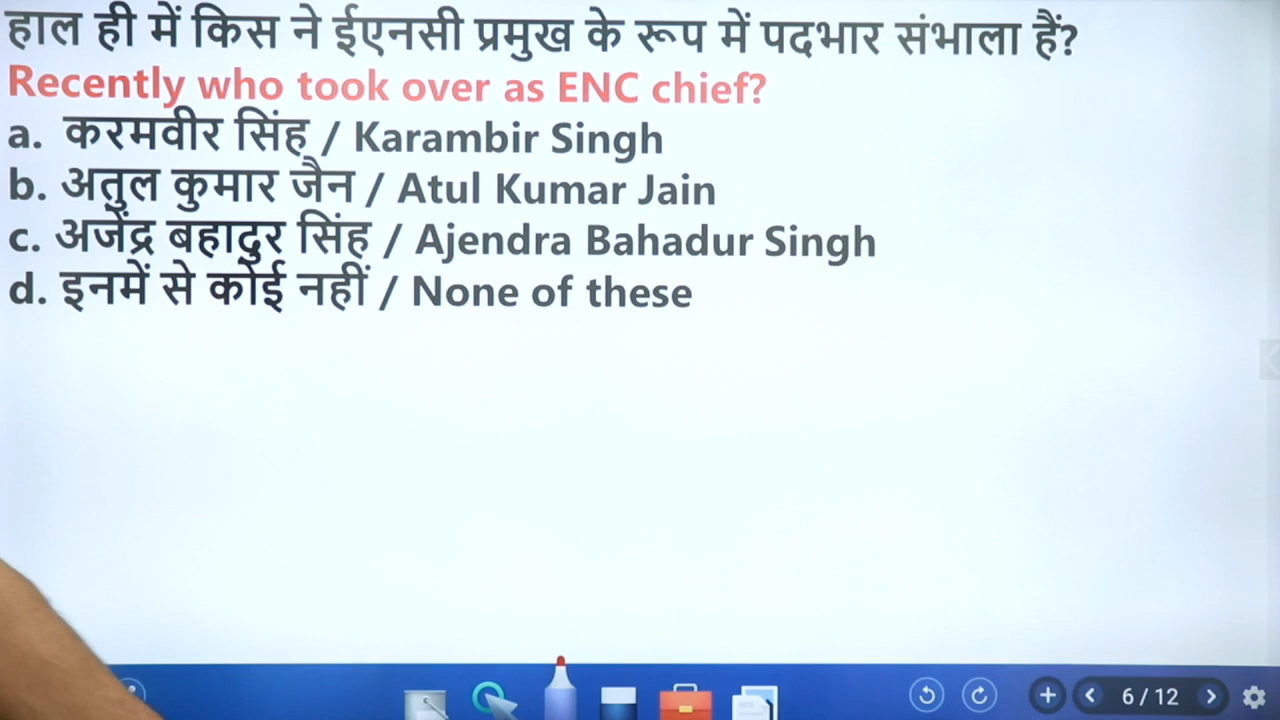 हाल ही में किस ने ईएनसी प्रमुख के रूप में पदभार संभाला हैं?
Recently who took over as ENC chief?
a. करमवीर सिंह / Karambir Singh
b. अतुल कुमार जैन / Atul Kumar Jain
c. अजेंद्र बहादुर सिंह / Ajendra Bahadur Singh
d. इनमें से कोई नहीं / None of these
6 / 12